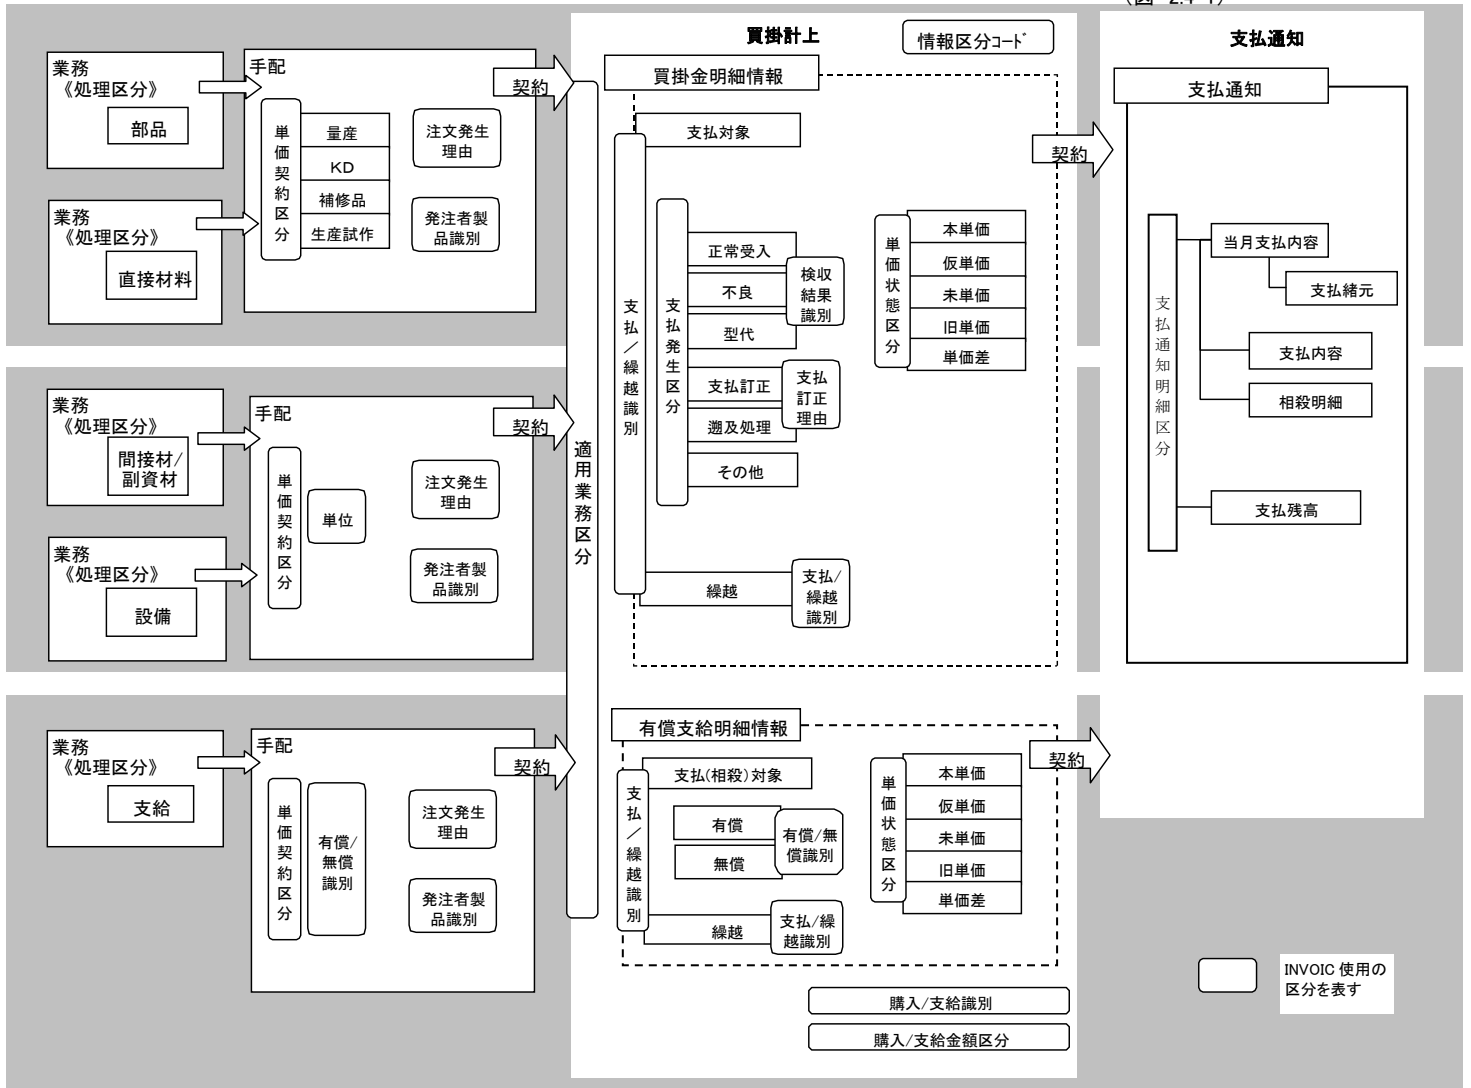 (図 2.4-1)
買掛計上
情報区分ｺｰﾄﾞ
支払通知
業務
《処理区分》
部品
手配
単価契約区分
量産
KD
補修品
生産試作
注文発生
理由
発注者製
品識別
契約
業務
《処理区分》
直接材料
買掛金明細情報
支払対象
支払／繰越識別
支払発生区分
正常受入
不良
型代
検収
結果
識別
支払訂正
遡及処理
支払
訂正
理由
その他
繰越
支払/
繰越
識別
単価状態区分
本単価
仮単価
未単価
旧単価
単価差
契約
支払通知
支払通知明細区分
当月支払内容
支払緒元
支払内容
相殺明細
支払残高
業務
《処理区分》
間接材/
副資材
手配
単価契約区分
単位
注文発生
理由
発注者製
品識別
契約
業務
《処理区分》
設備
適用業務区分
業務
《処理区分》
支給
手配
単価契約区分
有償/
無償
識別
注文発生
理由
発注者製
品識別
契約
有償支給明細情報
支払(相殺)対象
支払／繰越識別
有償
無償
有償/無
償識別
繰越
支払/繰
越識別
単価状態区分
本単価
仮単価
未単価
旧単価
単価差
契約
購入/支給識別
購入/支給金額区分
INVOIC 使用の
区分を表す